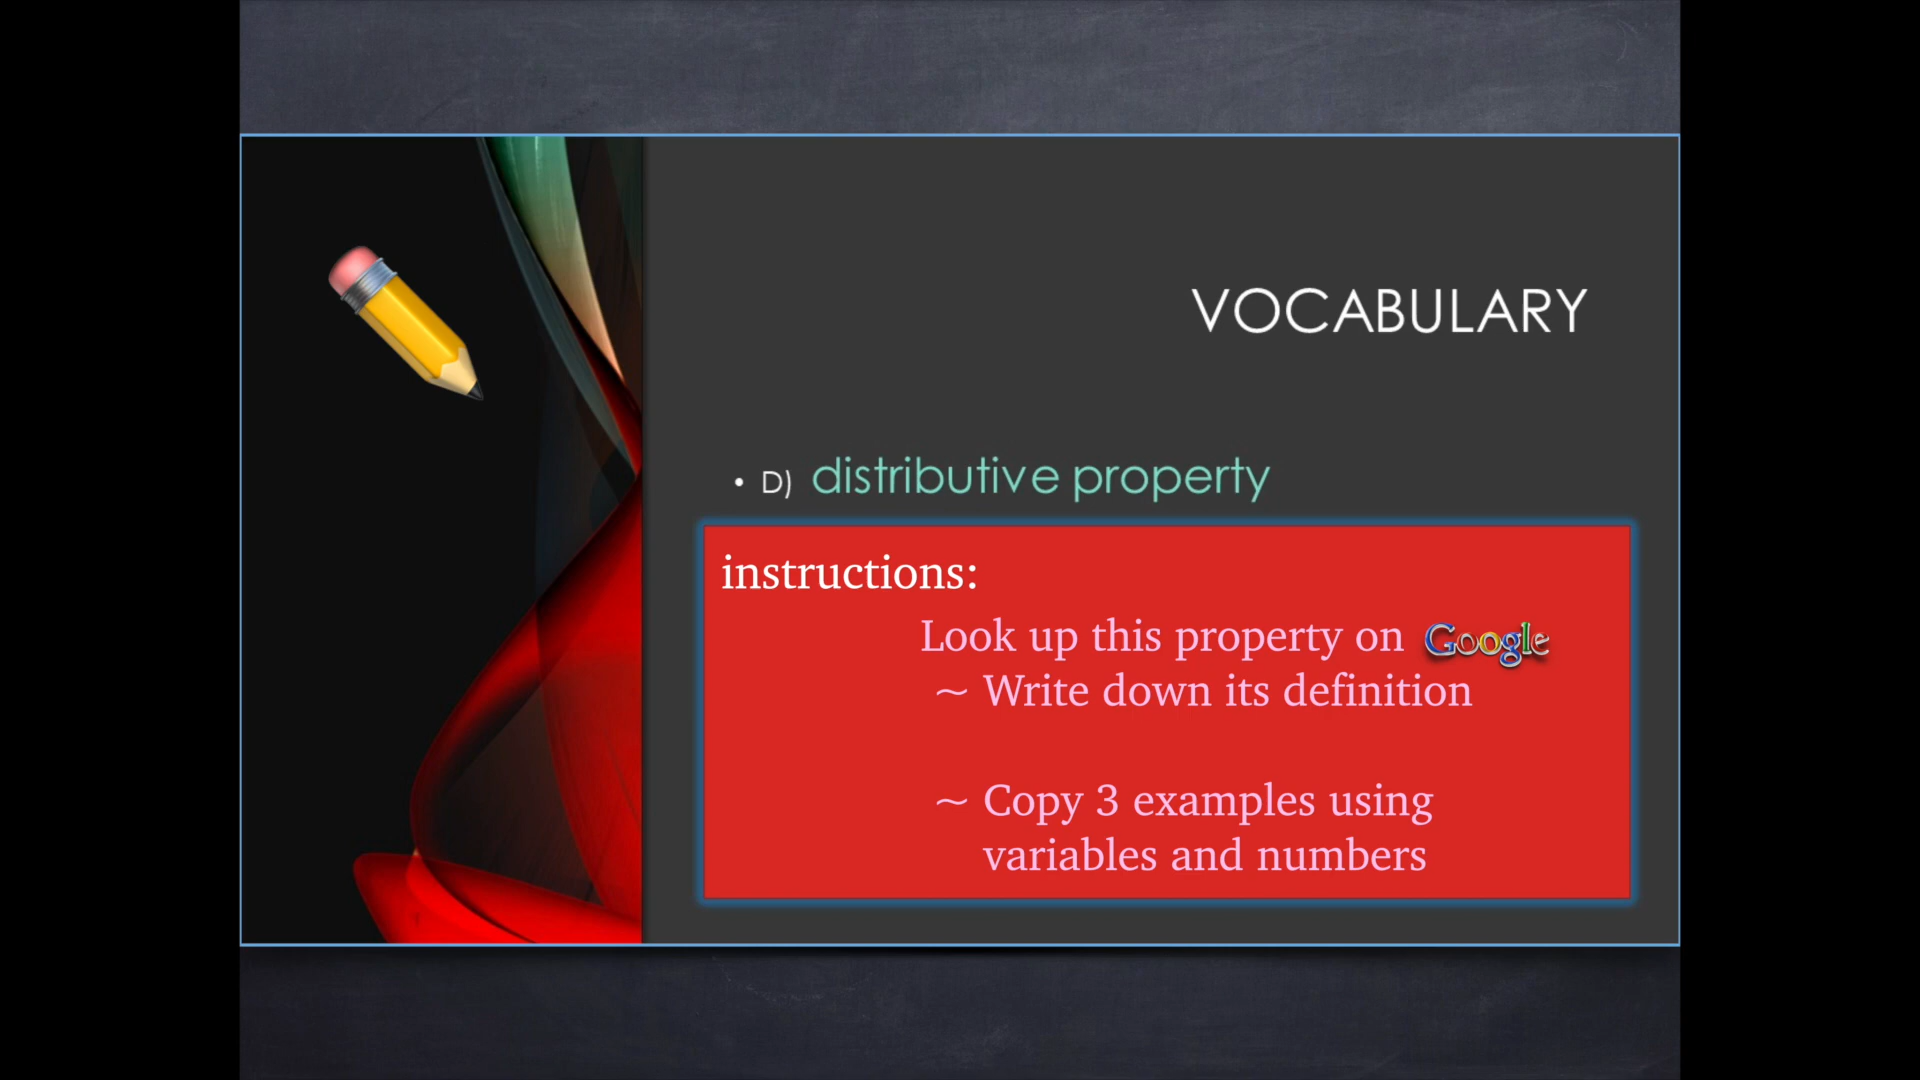 VOCABULARY
• D) distributive property
instructions:
Look up this property on Google
~ Write down its definition
~ Copy 3 examples using
variables and numbers